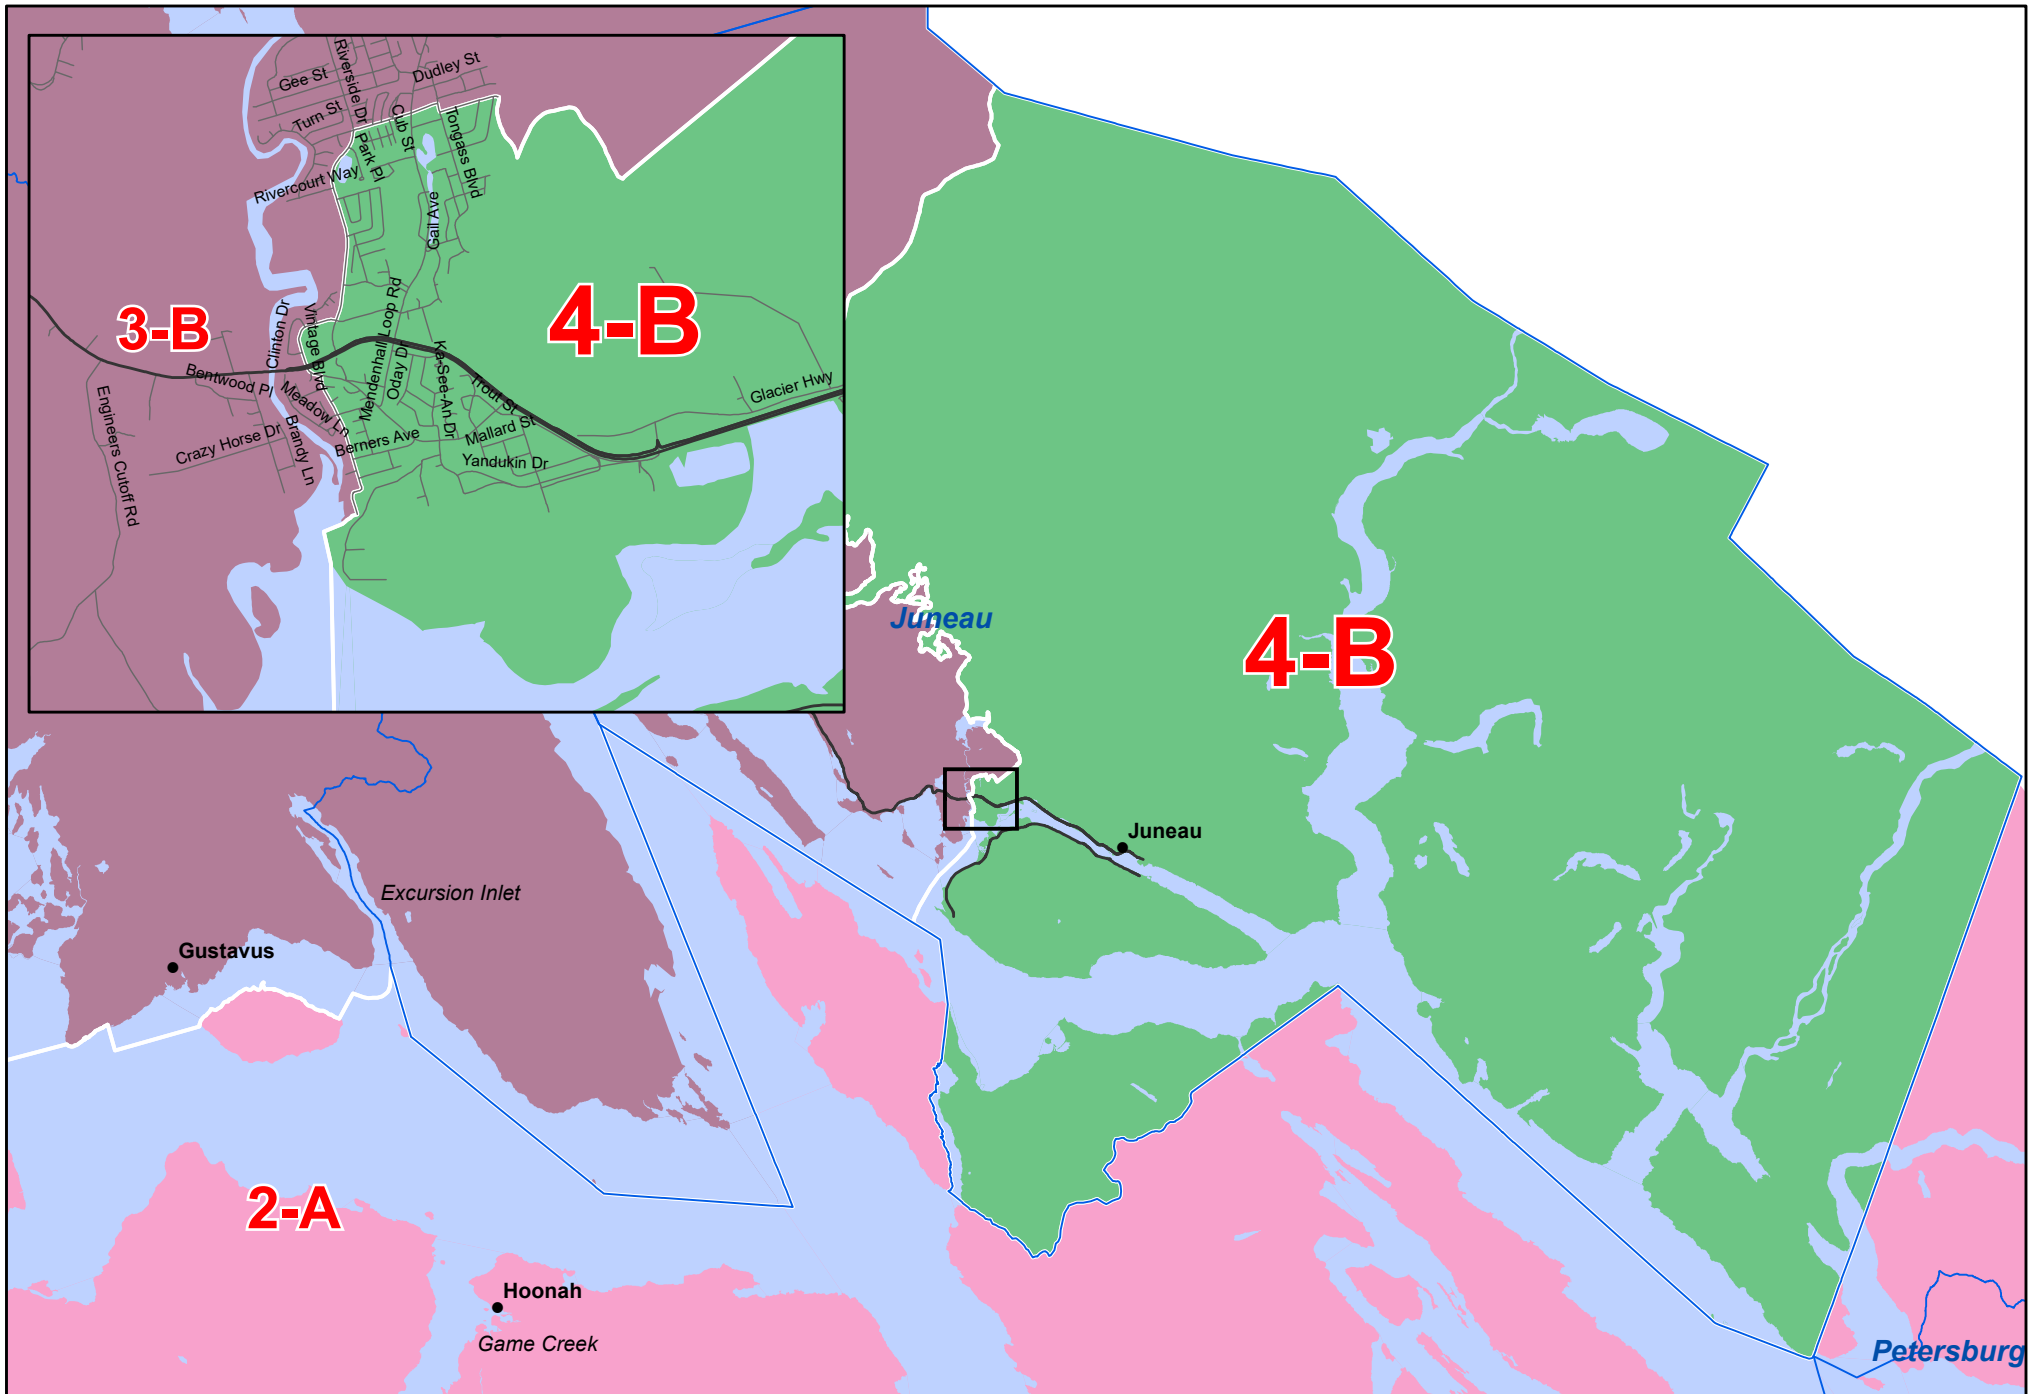 Gee St
Riverside Dr
Dudley St
Turn St
Cub St
Tongass Blvd
Park Pl
Rivercourt Way
Gail Ave
3-B
4-B
Clinton Dr
Vintage Blvd
Mendenhall Loop Rd
Oday Dr
Ka-See-An Dr
Trout St
Glacier Hwy
Bentwood Pl
Meadow Ln
Engineers Cutoff Rd
Crazy Horse Dr
Brandy Ln
Berners Ave
Mallard St
Yandukin Dr
Juneau
4-B
Juneau
Excursion Inlet
Gustavus
2-A
Hoonah
Game Creek
Petersburg